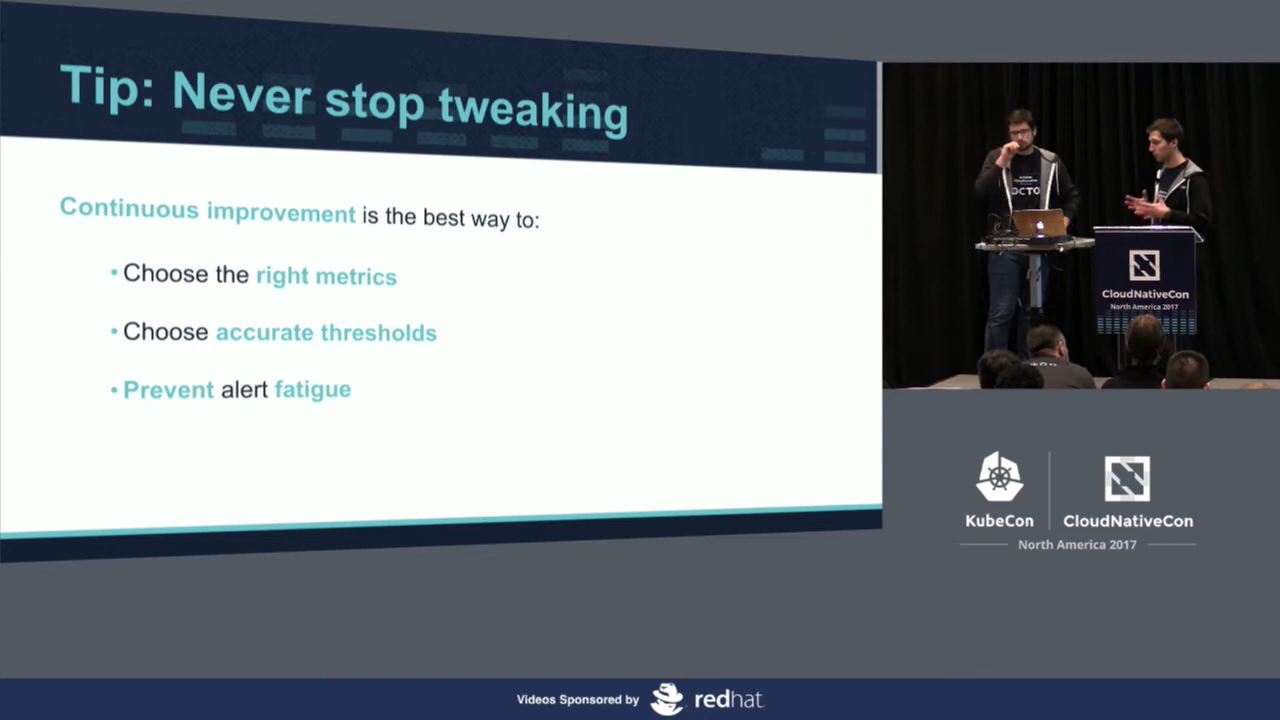 Tip: Never stop tweaking
Continuous improvement is the best way to:
• Choose the right metrics
• Choose accurate thresholds
• Prevent alert fatigue
OCTO
CloudNativeCon
North America 2017
KubeCon
CloudNativeCon
North America 2017
Videos Sponsored by redhat.